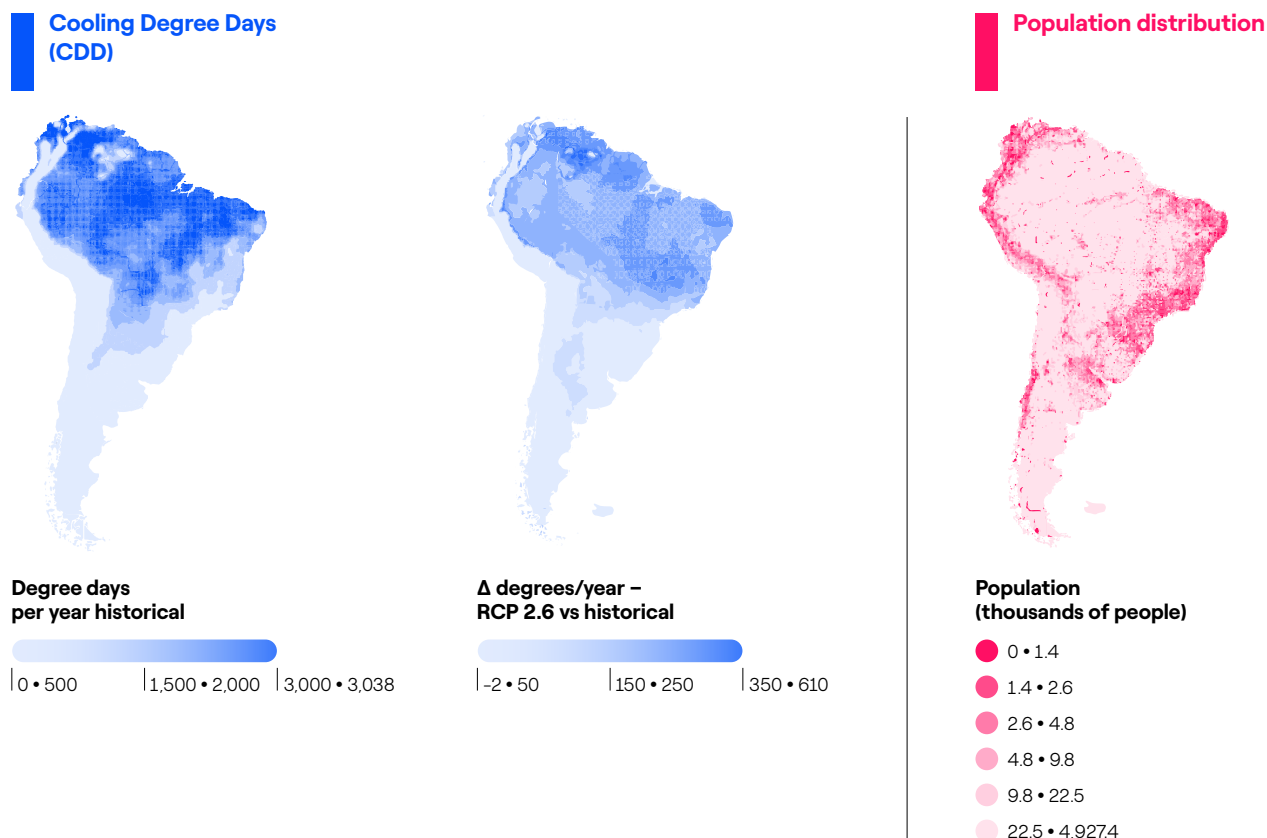 Cooling Degree Days
(CDD)
Population distribution
Degree days
per year historical
0 • 500
1,500 • 2,000
3,000 • 3,038
Δ degrees/year –
RCP 2.6 vs historical
-2 • 50
150 • 250
350 • 610
Population
(thousands of people)
0 • 1.4
1.4 • 2.6
2.6 • 4.8
4.8 • 9.8
9.8 • 22.5
22.5 • 4.927.4